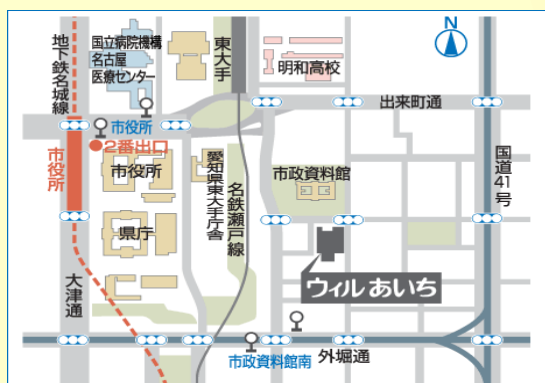 地下鉄名城線
国立病院機構
名古屋
医療センター
東大手
明和高校
N
出来町通
市役所
2番出口
市役所
市役所
愛知県東大手庁舎
名鉄瀬戸線
市政資料館
国道41号
県庁
大津通
ウィルあいち
市政資料館南
外堀通